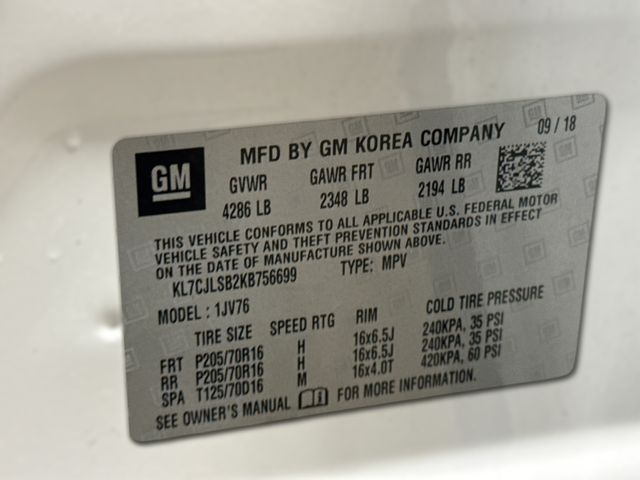 GM
MFD BY GM KOREA COMPANY 09 / 18
GVWR GAWR FRT GAWR RR
4286 LB 2348 LB 2194 LB
THIS VEHICLE CONFORMS TO ALL APPLICABLE U.S. FEDERAL MOTOR
VEHICLE SAFETY AND THEFT PREVENTION STANDARDS IN EFFECT
ON THE DATE OF MANUFACTURE SHOWN ABOVE.
KL7CJLSB2KB756699 TYPE: MPV
MODEL : 1JV76
TIRE SIZE SPEED RTG RIM COLD TIRE PRESSURE
FRT P205/70R16 H 16x6.5J 240KPA, 35 PSI
RR P205/70R16 H 16x6.5J 240KPA, 35 PSI
SPA T125/70D16 M 16x4.0T 420KPA, 60 PSI
SEE OWNER'S MANUAL FOR MORE INFORMATION.